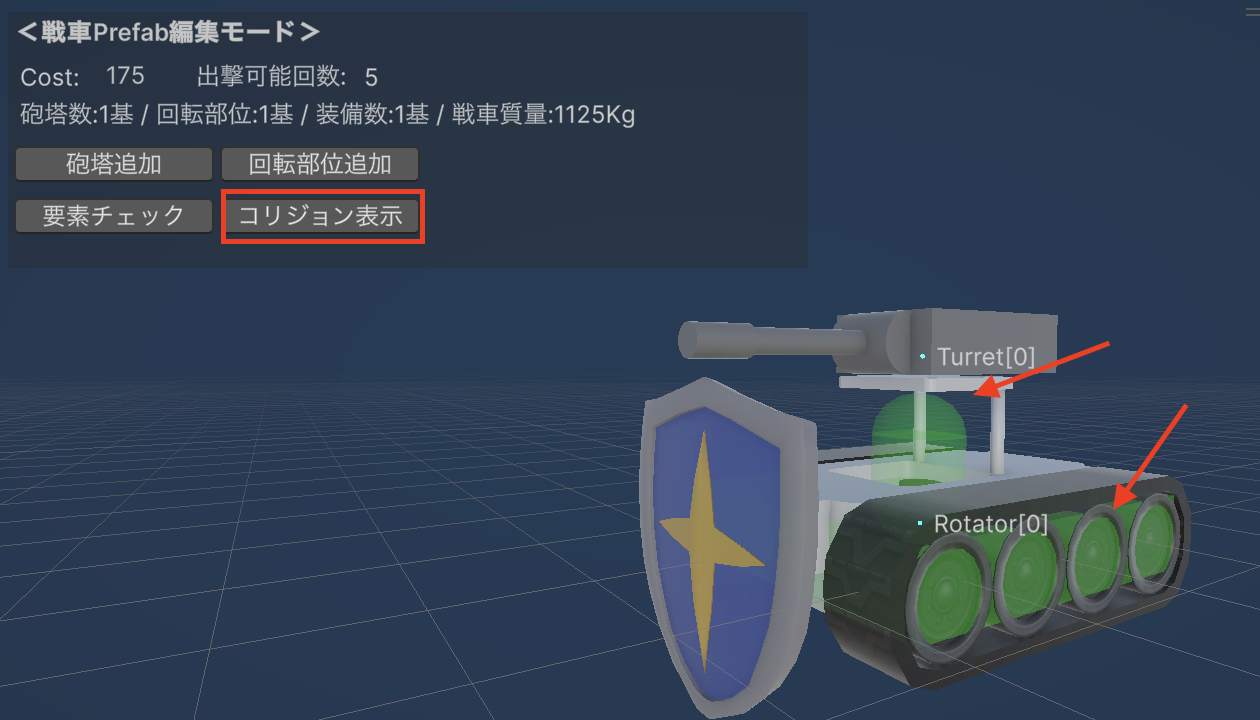 ＜戦車Prefab編集モード＞
Cost: 175 出撃可能回数: 5
砲塔数:1基 / 回転部位:1基 / 装備数:1基 / 戦車質量:1125Kg
砲塔追加 回転部位追加
要素チェック コリジョン表示
Turret[0]
Rotator[0]